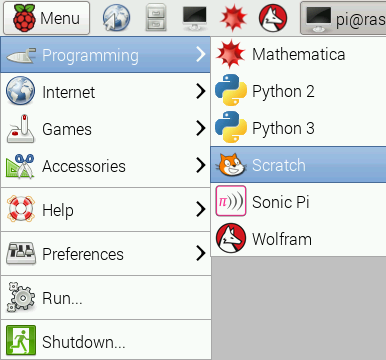 Menu
pi@ras
Programming
Internet
Games
Accessories
Help
Preferences
Run...
Shutdown...
Mathematica
Python 2
Python 3
Scratch
Sonic Pi
Wolfram
π)))